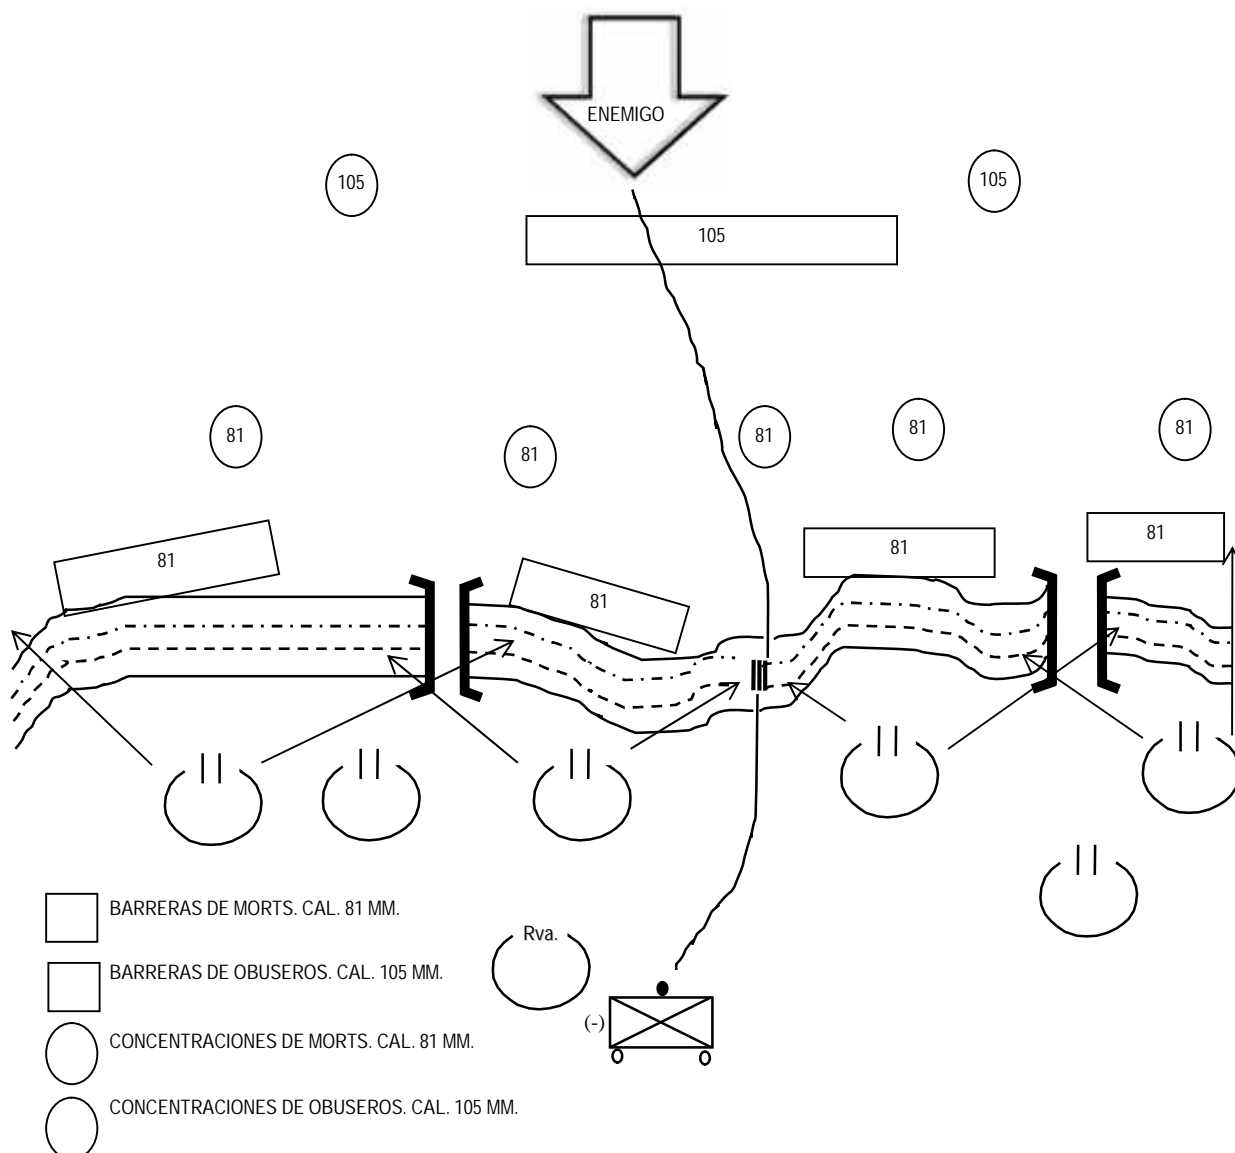 ENEMIGO
105
105
105
81
81
81
81
81
81
81
81
81
Rva.
(-)
BARRERAS DE MORTS. CAL. 81 MM.
BARRERAS DE OBUSEROS. CAL. 105 MM.
CONCENTRACIONES DE MORTS. CAL. 81 MM.
CONCENTRACIONES DE OBUSEROS. CAL. 105 MM.